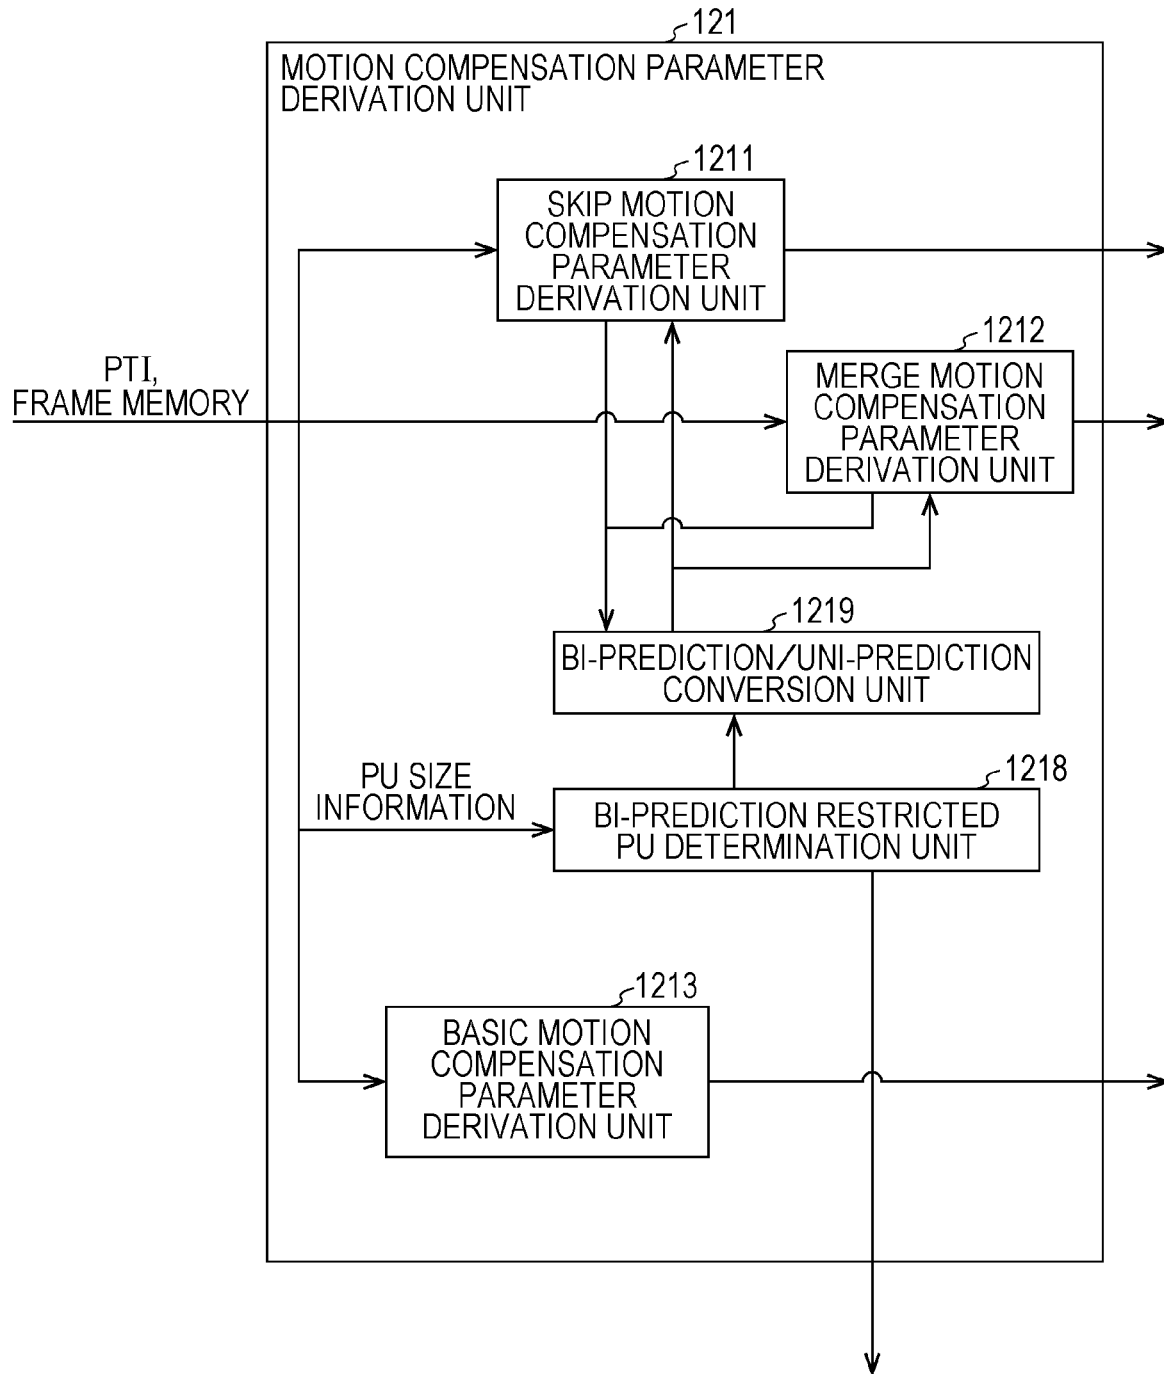 121
MOTION COMPENSATION PARAMETER
DERIVATION UNIT
1211
SKIP MOTION
COMPENSATION
PARAMETER
DERIVATION UNIT
1212
MERGE MOTION
COMPENSATION
PARAMETER
DERIVATION UNIT
PTI,
FRAME MEMORY
1219
BI-PREDICTION/UNI-PREDICTION
CONVERSION UNIT
PU SIZE
INFORMATION
1218
BI-PREDICTION RESTRICTED
PU DETERMINATION UNIT
1213
BASIC MOTION
COMPENSATION
PARAMETER
DERIVATION UNIT